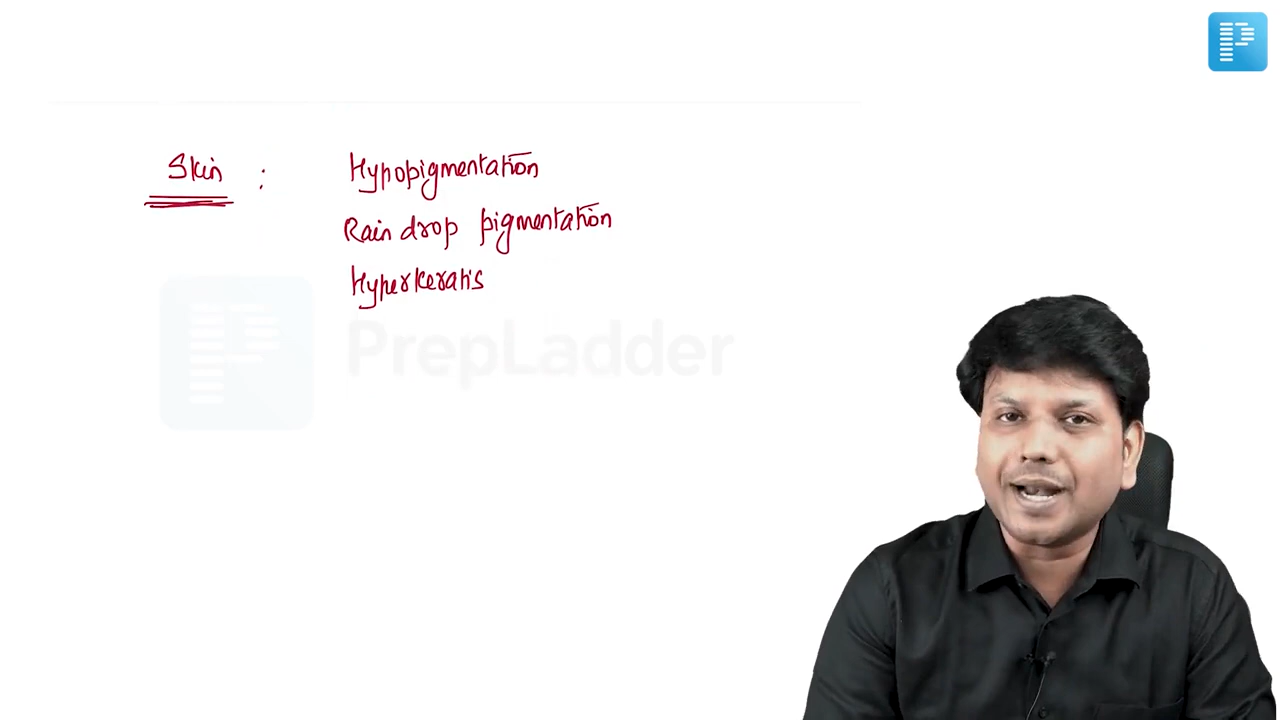 Skin : Hypopigmentation
Rain drop pigmentation
Hyperkeratis
PrepLadder